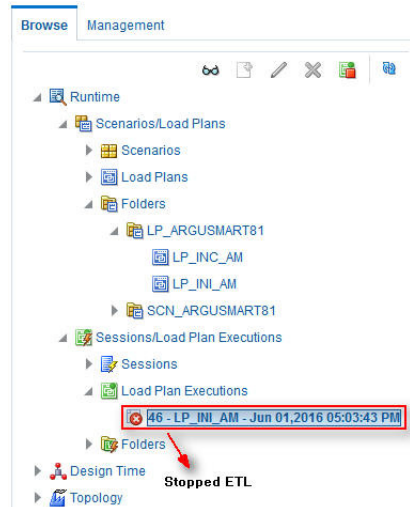 Browse Management
Runtime
Scenarios/Load Plans
Scenarios
Load Plans
Folders
LP_ARGUSMART81
LP_INC_AM
LP_INI_AM
SCN_ARGUSMART81
Sessions/Load Plan Executions
Sessions
Load Plan Executions
46 - LP_INI_AM - Jun 01,2016 05:03:43 PM
Folders
Design Time
Stopped ETL
Topology